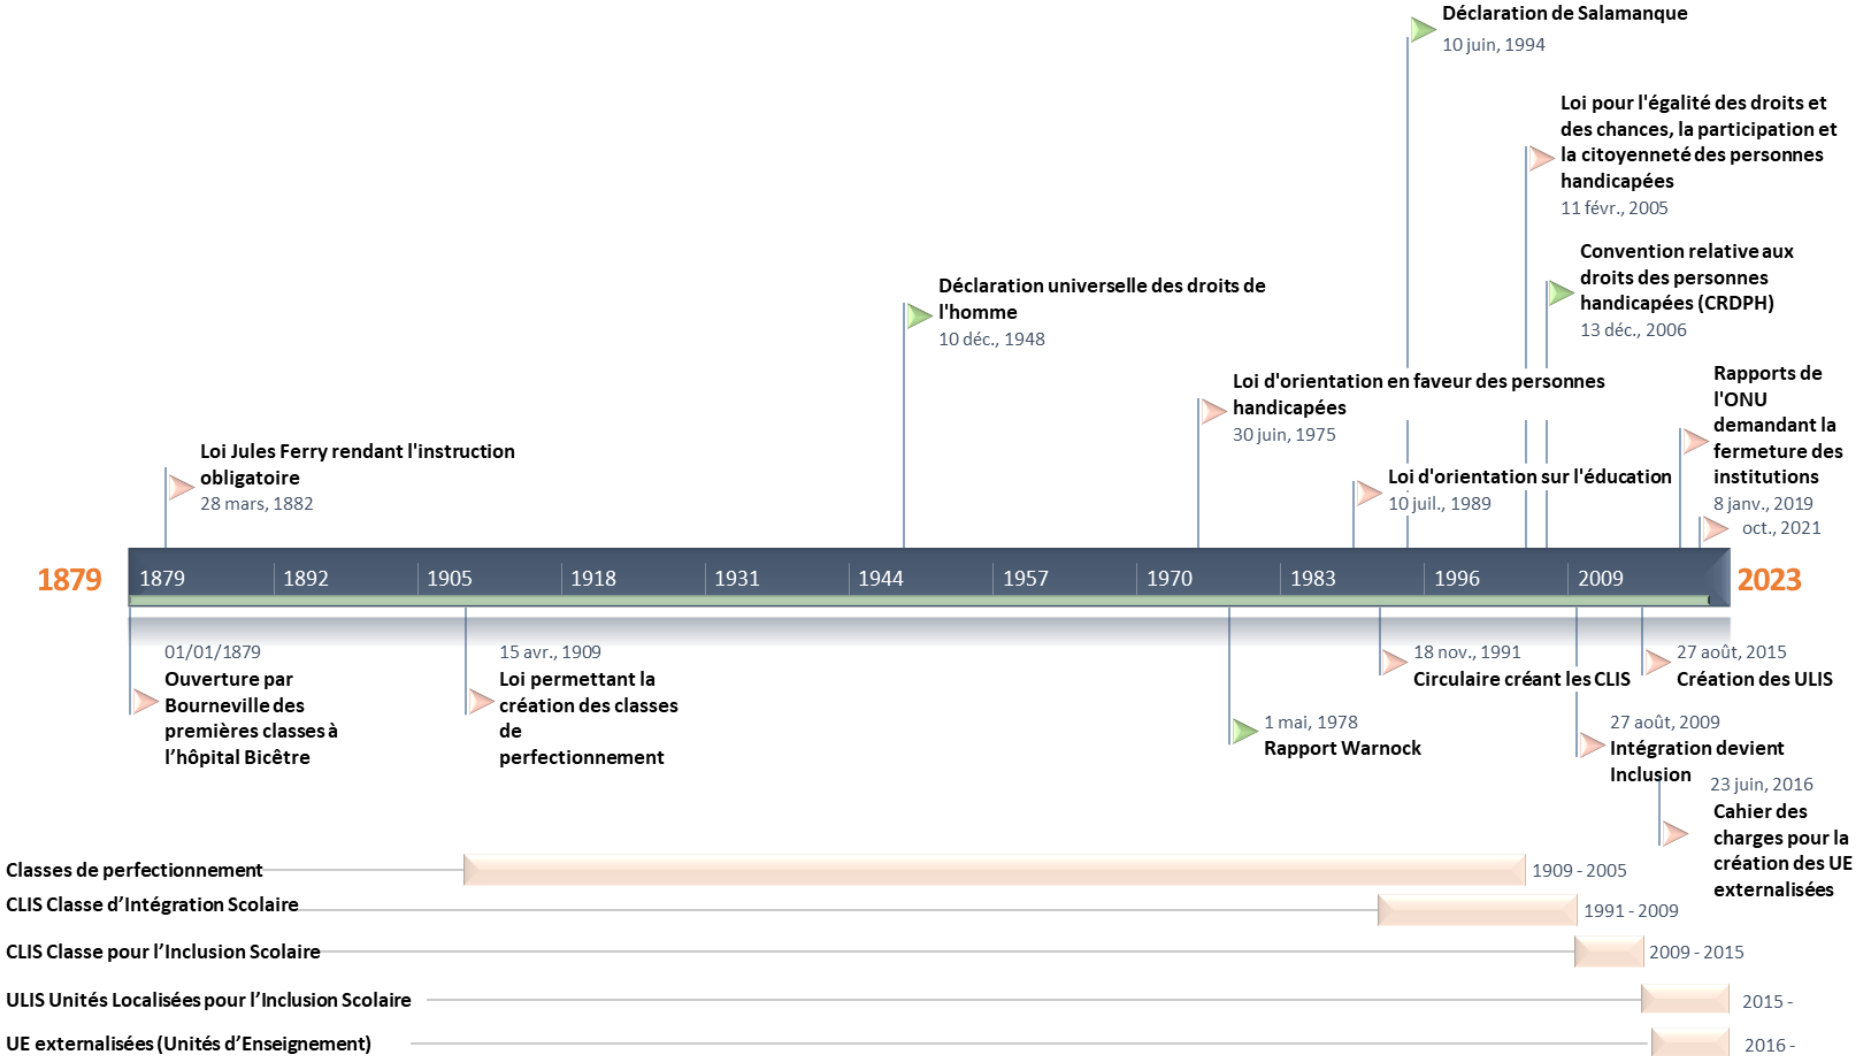 Déclaration de Salamanque
10 juin, 1994
Loi pour l'égalité des droits et
des chances, la participation et
la citoyenneté des personnes
handicapées
11 févr., 2005
Convention relative aux
droits des personnes
handicapées (CRDPH)
13 déc., 2006
Déclaration universelle des droits de
l'homme
10 déc., 1948
Rapports de
l'ONU
demandant la
fermeture des
institutions
8 janv., 2019
oct., 2021
Loi d'orientation en faveur des personnes
handicapées
30 juin, 1975
Loi Jules Ferry rendant l'instruction
obligatoire
28 mars, 1882
Loi d'orientation sur l'éducation
10 juil., 1989
1879
1879 1892 1905 1918 1931 1944 1957 1970 1983 1996 2009
2023
01/01/1879
Ouverture par
Bourneville des
premières classes à
l’hôpital Bicêtre
15 avr., 1909
Loi permettant la
création des classes
de
perfectionnement
1 mai, 1978
Rapport Warnock
18 nov., 1991
Circulaire créant les CLIS
27 août, 2015
Création des ULIS
27 août, 2009
Intégration devient
Inclusion
23 juin, 2016
Cahier des
charges pour la
création des UE
externalisées
Classes de perfectionnement
1909 - 2005
CLIS Classe d’Intégration Scolaire
1991 - 2009
CLIS Classe pour l’Inclusion Scolaire
2009 - 2015
ULIS Unités Localisées pour l’Inclusion Scolaire
2015 -
UE externalisées (Unités d’Enseignement)
2016 -